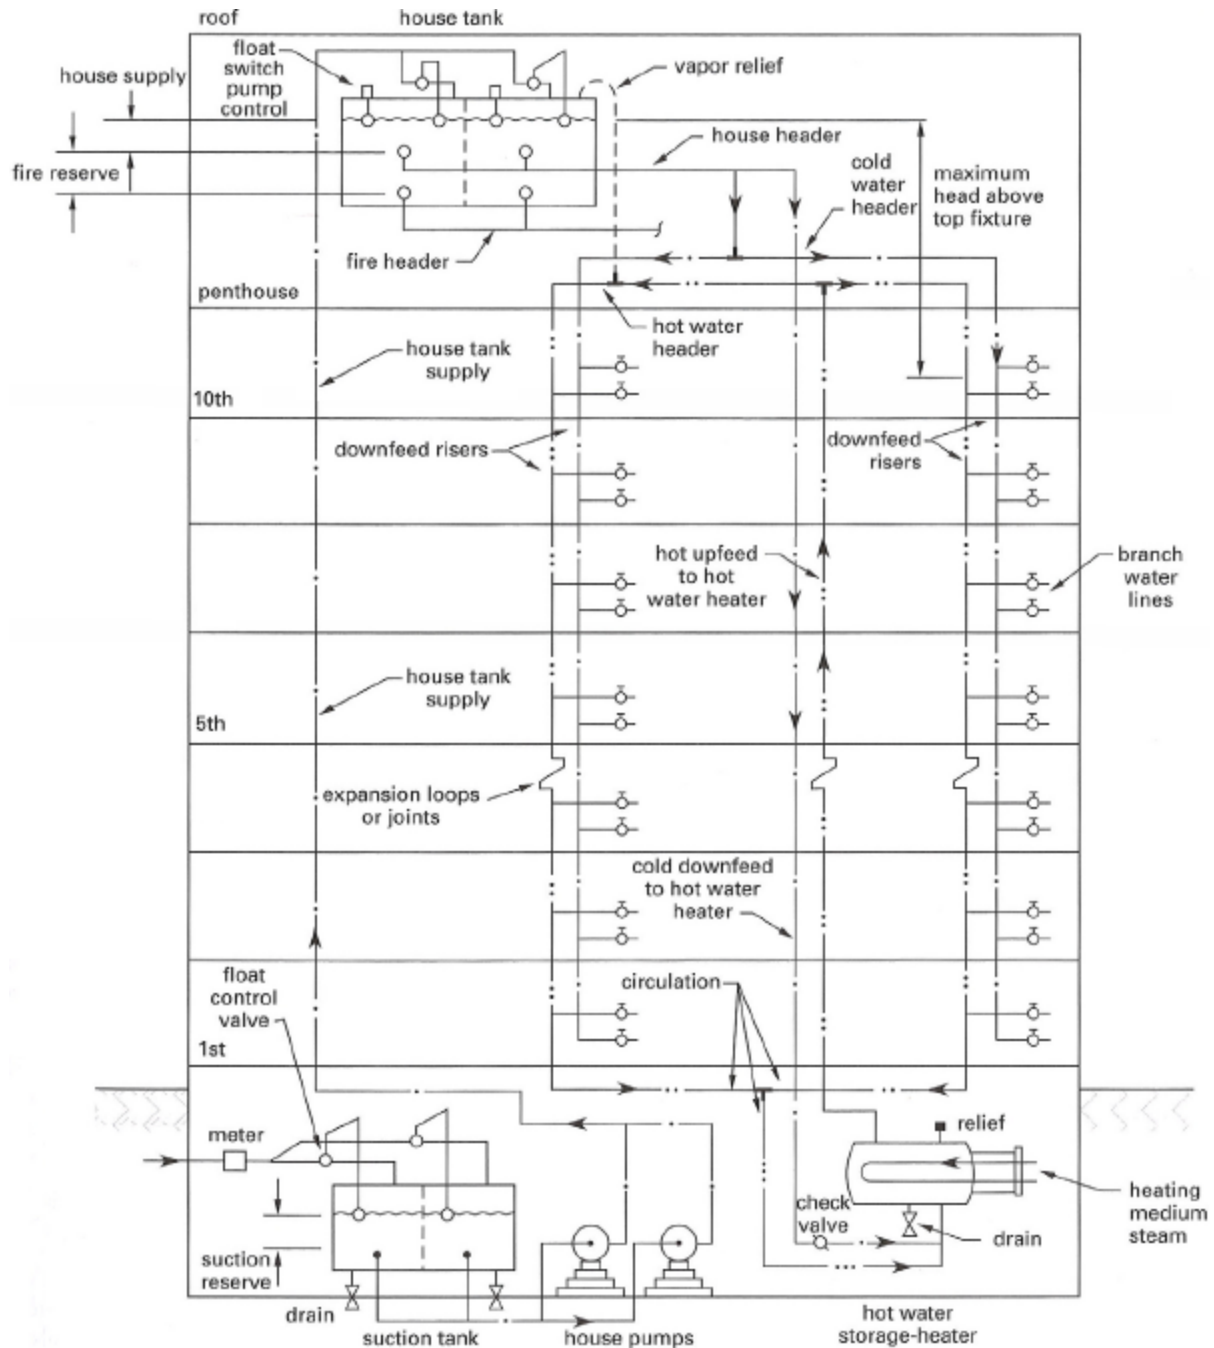 roof
house tank
float
switch
pump
control
house supply
vapor relief
house header
fire reserve
cold
water
header
maximum
head above
top fixture
fire header
penthouse
hot water
header
house tank
supply
10th
downfeed risers
downfeed
risers
hot upfeed
to hot
water heater
branch
water
lines
house tank
supply
5th
expansion loops
or joints
cold downfeed
to hot water
heater
float
control
valve
circulation
1st
meter
relief
check
valve
heating
medium
steam
suction
reserve
drain
drain
suction tank
house pumps
hot water
storage-heater